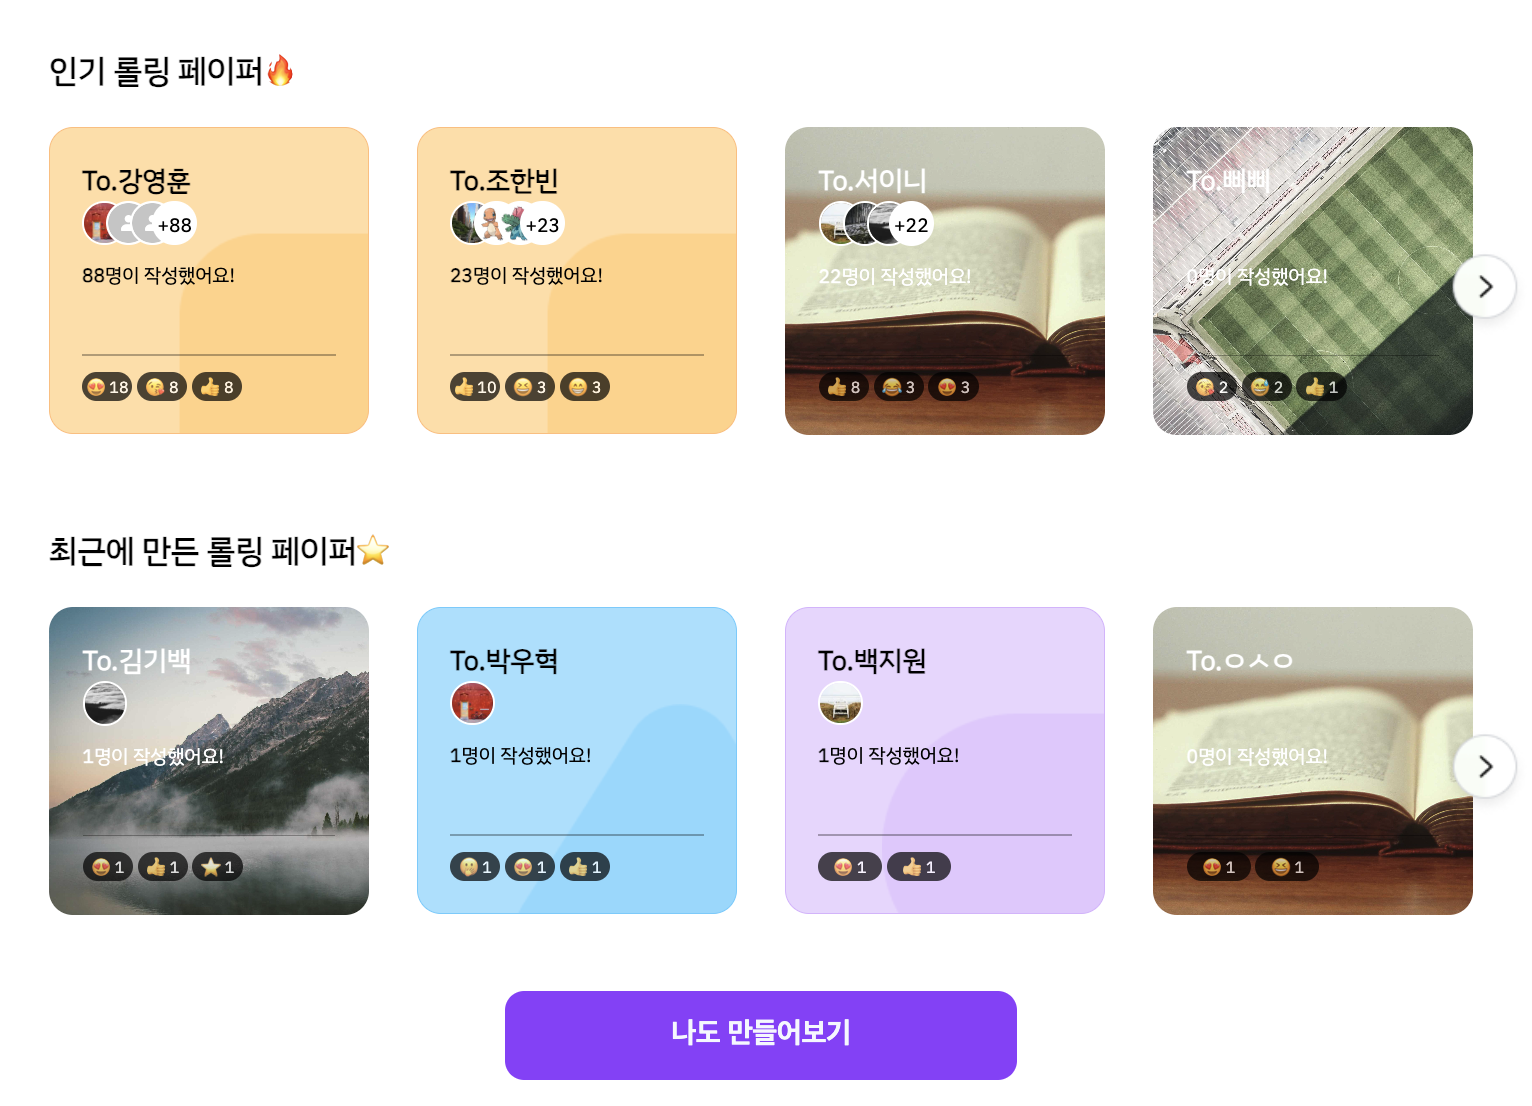 인기 롤링 페이퍼🔥
To.강영훈
+88
88명이 작성했어요!
😍 18 😘 8 👍 8
To.조한빈
+23
23명이 작성했어요!
👍 10 😆 3 😁 3
To.서이니
+22
22명이 작성했어요!
👍 8 😂 3 😍 3
To.삐삐
0명이 작성했어요!
😘 2 😅 2 👍 1
최근에 만든 롤링 페이퍼⭐
To.김기백
1명이 작성했어요!
😍 1 👍 1 ⭐ 1
To.박우혁
1명이 작성했어요!
🫢 1 😍 1 👍 1
To.백지원
1명이 작성했어요!
😍 1 👍 1
To.ㅇㅅㅇ
0명이 작성했어요!
😍 1 😆 1
나도 만들어보기